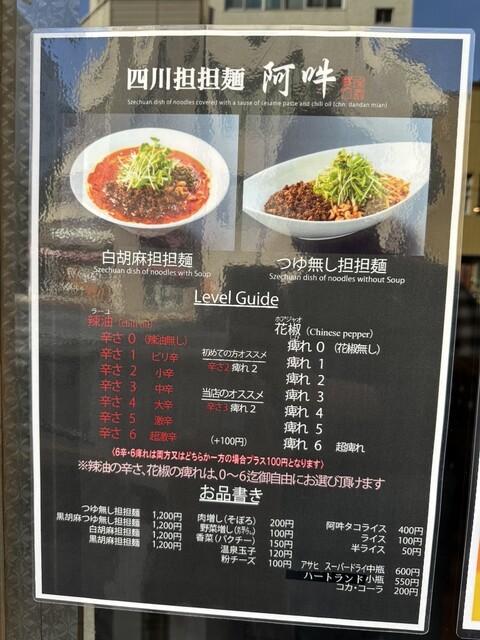 四川担担麺 阿吽
Szechuan dish of noodles covered with a sause of sesame paste and chili oil (chn: dandan mian)
白胡麻担担麺
Szechuan dish of noodles with Soup
つゆ無し担担麺
Szechuan dish of noodles without Soup
Level Guide
ラーユ
辣油 (chili oil)
辛さ 0 (辣油無し)
辛さ 1 ピリ辛
辛さ 2 小辛
辛さ 3 中辛
辛さ 4 大辛
辛さ 5 激辛
辛さ 6 超激辛
初めての方オススメ
辛さ2 痺れ2
当店のオススメ
辛さ3 痺れ2
(+100円)
ホアジャオ
花椒 (Chinese pepper)
痺れ 0 (花椒無し)
痺れ 1
痺れ 2
痺れ 3
痺れ 4
痺れ 5
痺れ 6 超痺れ
(6辛・6痺れは両方又はどちらか一方の場合プラス100円となります)
※辣油の辛さ、花椒の痺れは、0～6迄御自由にお選び頂けます
お品書き
つゆ無し担担麺 1,200円
黒胡麻つゆ無し担担麺 1,200円
白胡麻担担麺 1,200円
黒胡麻担担麺 1,200円
肉増し(そぼろ) 200円
野菜増し 100円
香菜(パクチー) 150円
温泉玉子 120円
粉チーズ 100円
阿吽タコライス 400円
ライス 100円
半ライス 50円
アサヒ スーパードライ中瓶 600円
ハートランド小瓶 550円
コカ・コーラ 200円